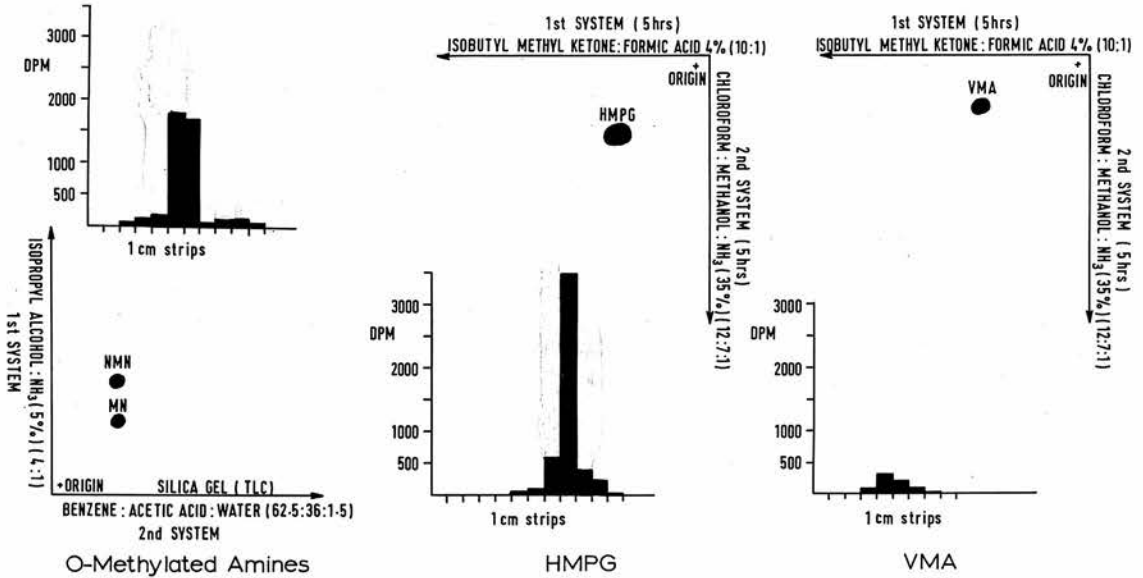 3000
DPM
2000
1000
500
1 cm strips
ISOPROPYL ALCOHOL : NH₃ (5%) (4:1)
1st SYSTEM
NMN
MN
+ORIGIN
SILICA GEL (TLC)
BENZENE : ACETIC ACID : WATER (62·5:36:1·5)
2nd SYSTEM
O-Methylated Amines
1st SYSTEM (5hrs)
ISOBUTYL METHYL KETONE: FORMIC ACID 4% (10:1)
+
ORIGIN
HMPG
CHLOROFORM : METHANOL : NH₃ (35%) (12:7:1)
2nd SYSTEM (5hrs)
3000
DPM
2000
1000
500
1 cm strips
HMPG
1st SYSTEM (5hrs)
ISOBUTYL METHYL KETONE: FORMIC ACID 4% (10:1)
+
ORIGIN
VMA
CHLOROFORM : METHANOL : NH₃ (35%) (12:7:1)
2nd SYSTEM (5hrs)
3000
DPM
2000
1000
500
1 cm strips
VMA